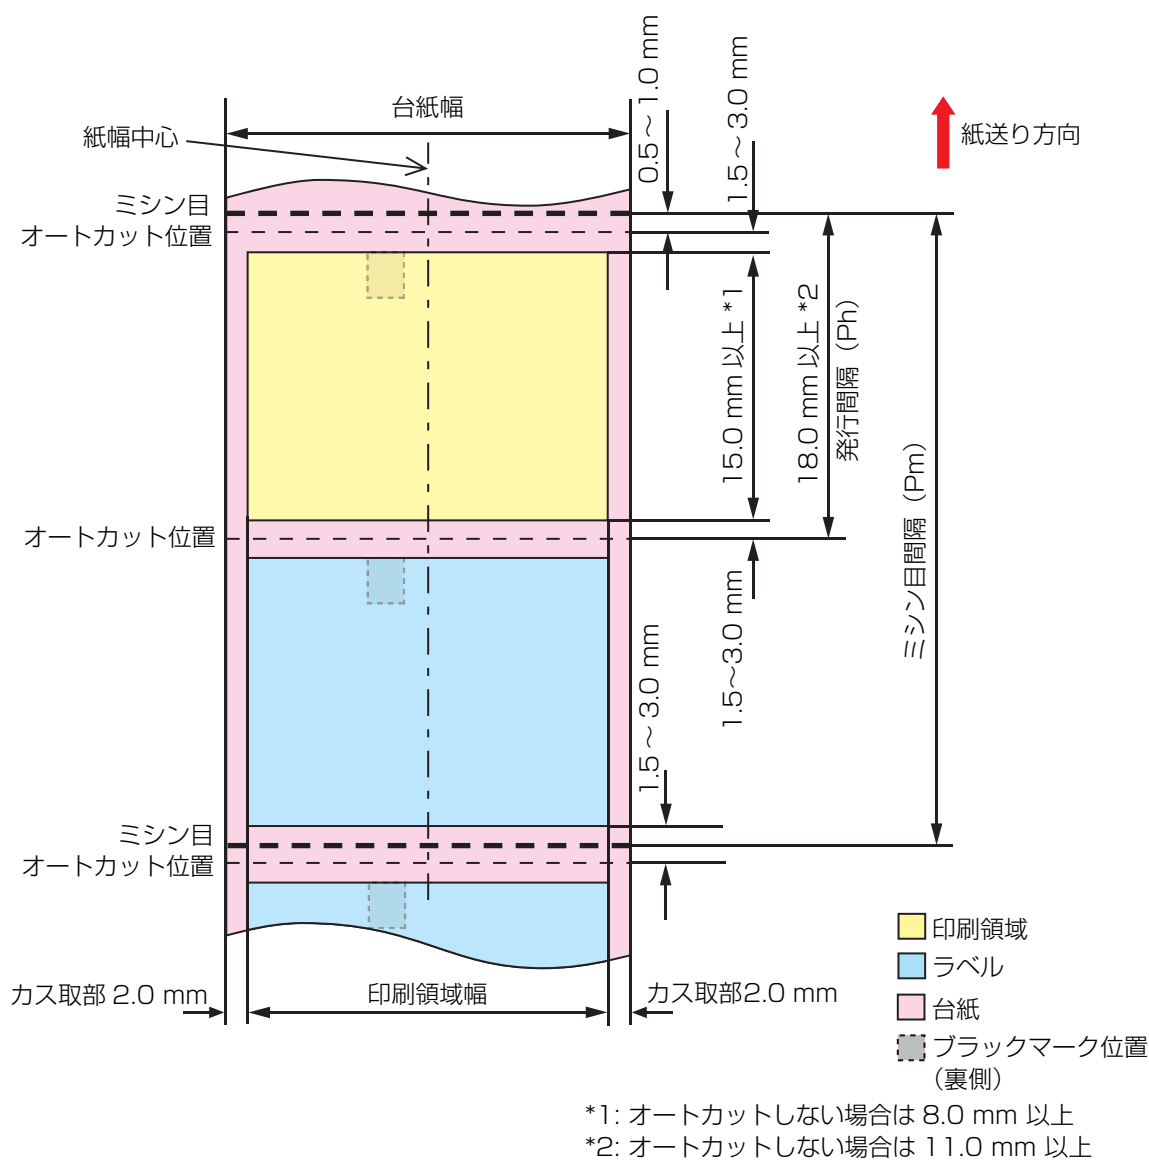 0.5～1.0 mm
1.5～3.0 mm
台紙幅
紙幅中心
紙送り方向
ミシン目
オートカット位置
15.0 mm 以上 *1
18.0 mm 以上 *2
発行間隔（Ph）
ミシン目間隔（Pm）
オートカット位置
1.5～3.0 mm
1.5～3.0 mm
ミシン目
オートカット位置
カス取部 2.0 mm
印刷領域幅
カス取部2.0 mm
印刷領域
ラベル
台紙
ブラックマーク位置
（裏側）
*1: オートカットしない場合は 8.0 mm 以上
*2: オートカットしない場合は 11.0 mm 以上